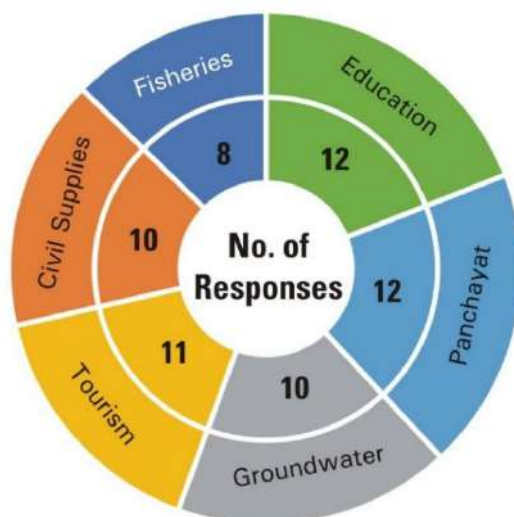 No. of
Responses
Education
12
Panchayat
12
Groundwater
10
Tourism
11
Civil Supplies
10
Fisheries
8